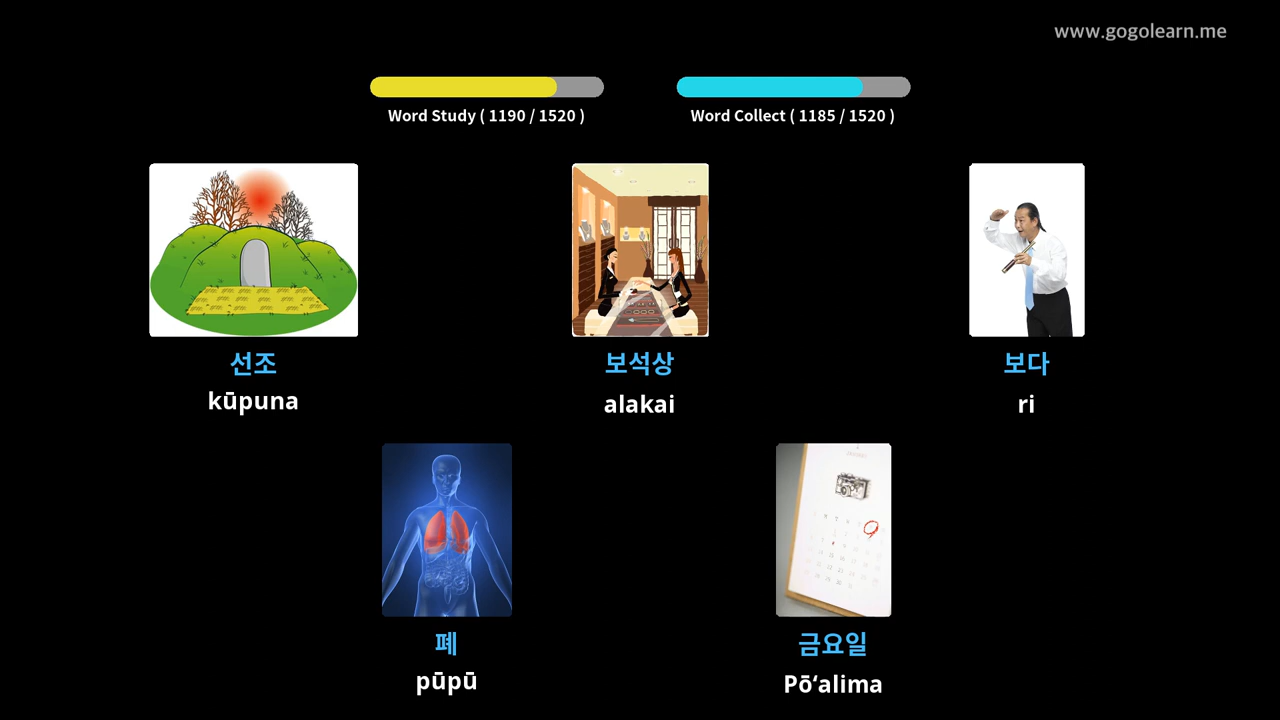 www.gogolearn.me
Word Study ( 1190 / 1520 )
Word Collect ( 1185 / 1520 )
선조
kūpuna
보석상
alakai
보다
ri
폐
pūpū
금요일
Pōʻalima